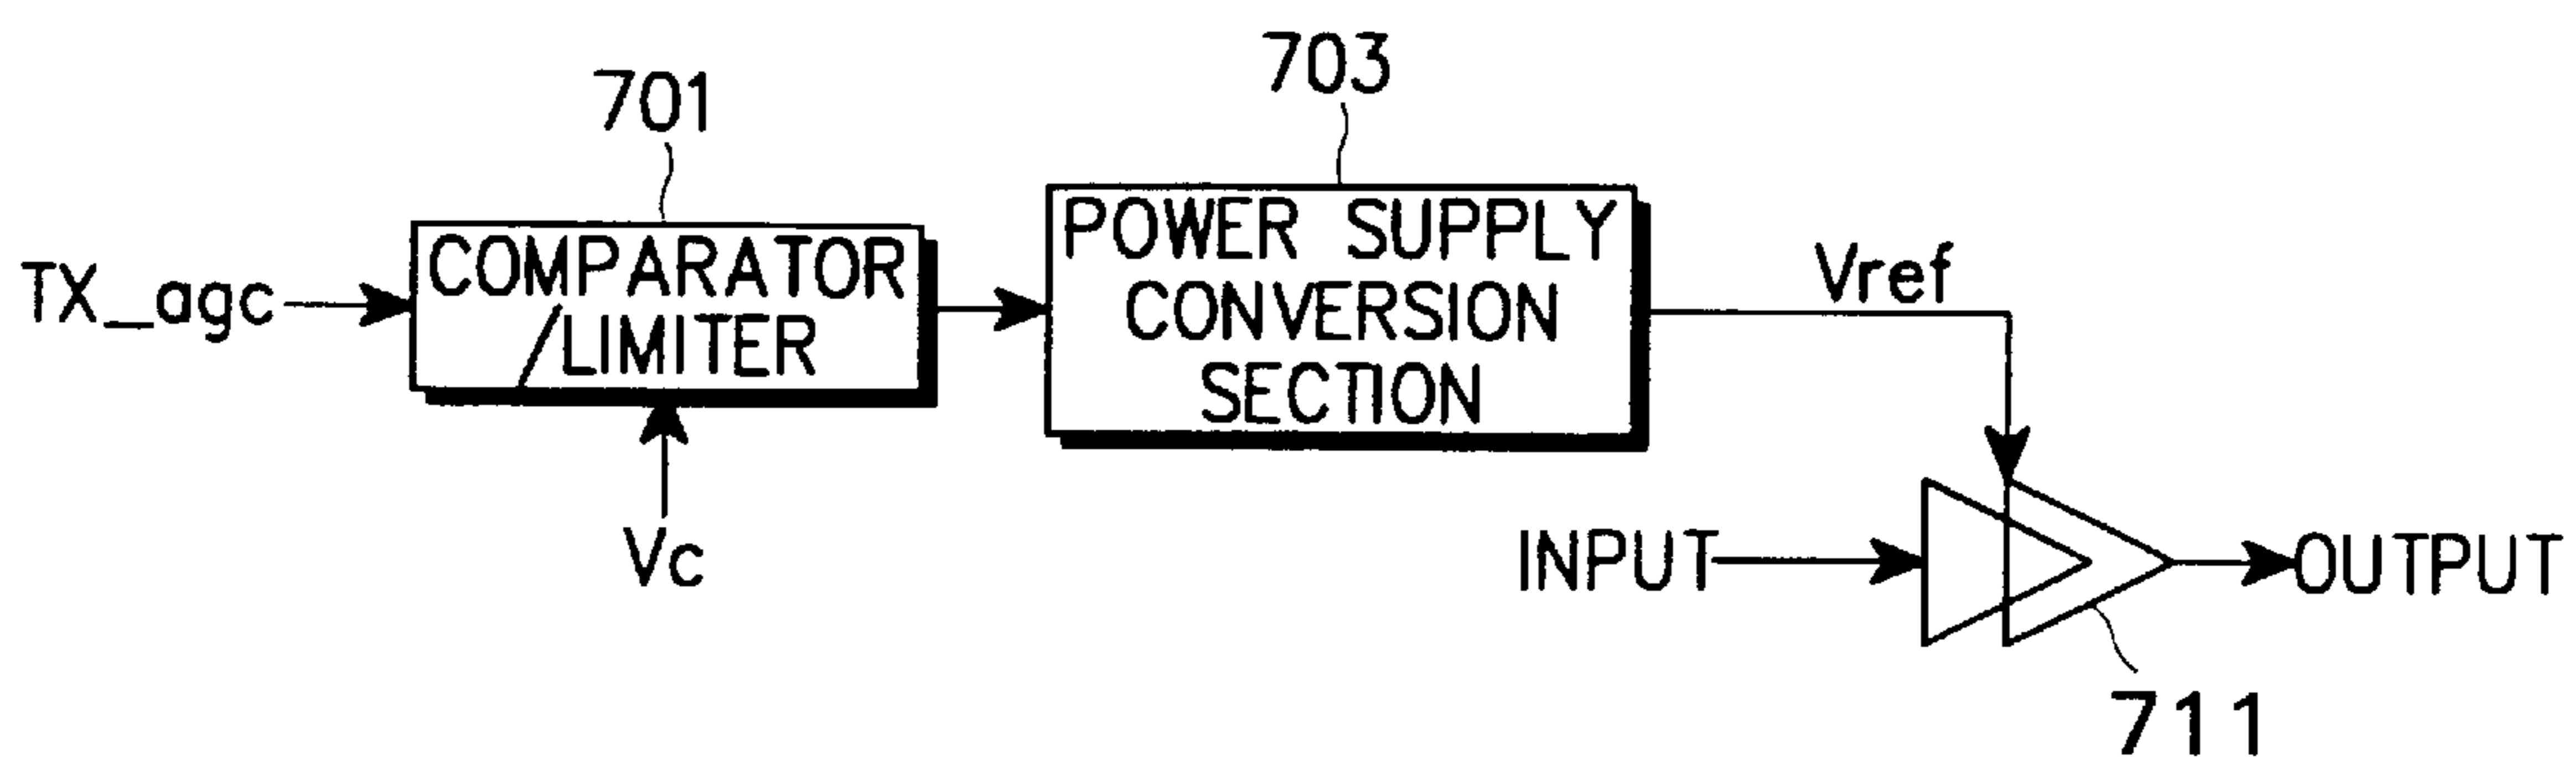 703
701
POWER SUPPLY
CONVERSION
SECTION
COMPARATOR
/LIMITER
TX_agc
Vref
Vc
INPUT
OUTPUT
711